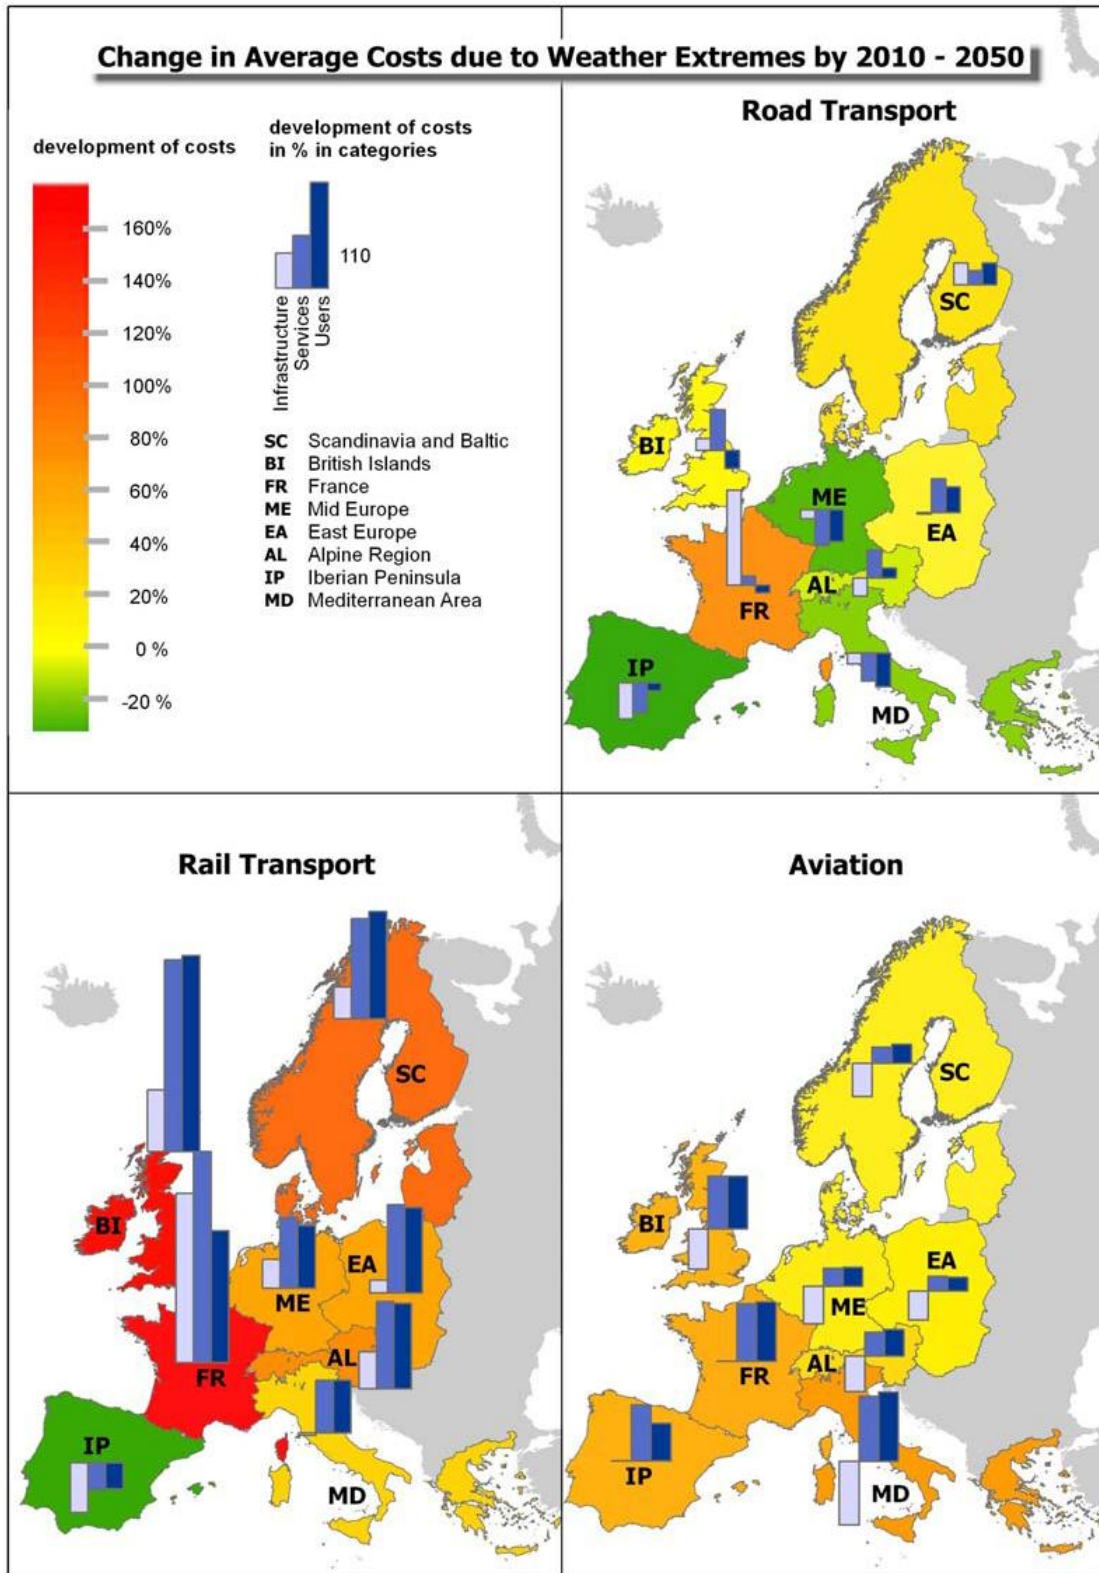 Change in Average Costs due to Weather Extremes by 2010 - 2050
development of costs
160%
140%
120%
100%
80%
60%
40%
20%
0 %
-20 %
development of costs
in % in categories
110
Infrastructure
Services
Users
SC Scandinavia and Baltic
BI British Islands
FR France
ME Mid Europe
EA East Europe
AL Alpine Region
IP Iberian Peninsula
MD Mediterranean Area
Road Transport
SC
BI
ME
EA
AL
FR
IP
MD
Rail Transport
SC
BI
EA
ME
AL
FR
IP
MD
Aviation
SC
BI
EA
ME
AL
FR
IP
MD